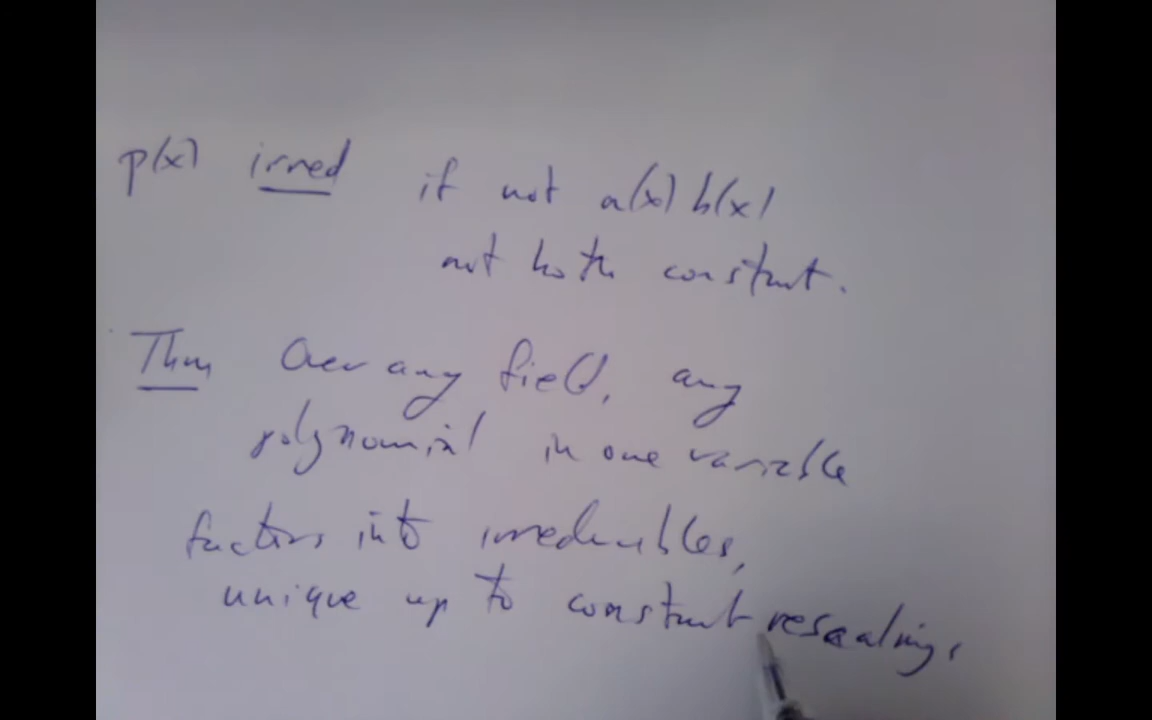 p(x) irred if not a(x) b(x)
not both constant.
Thm Over any field, any
polynomial in one variable
factors into irreducibles,
unique up to constant rescaling.